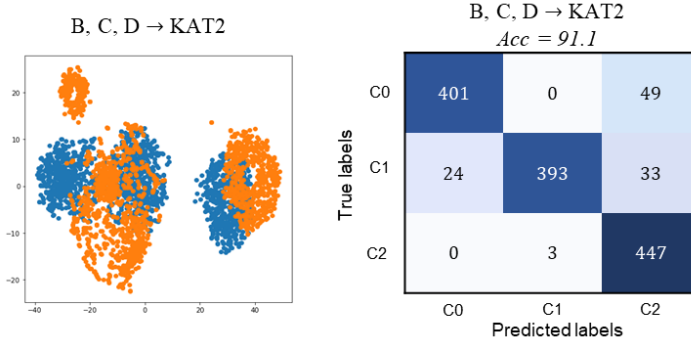 B, C, D → KAT2
20
10
0
−10
−20
−40
−20
0
20
40
B, C, D → KAT2
Acc = 91.1
True labels
C0
401
0
49
C1
24
393
33
C2
0
3
447
C0
C1
C2
Predicted labels